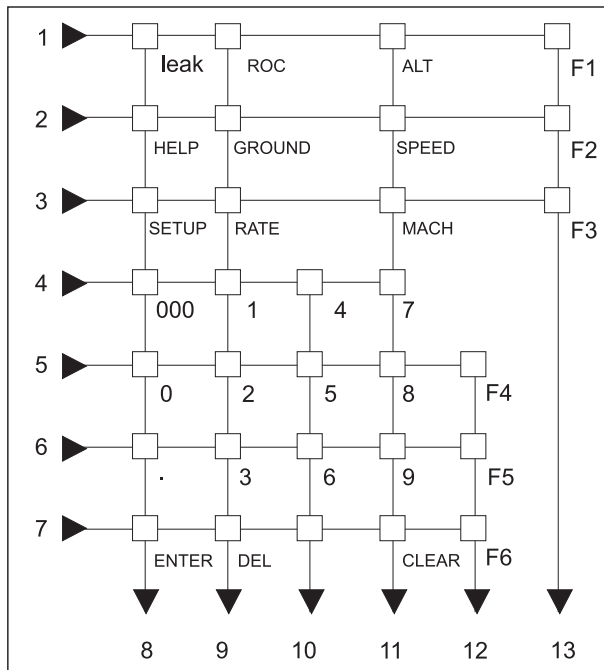 1
leak ROC ALT F1
2
HELP GROUND SPEED F2
3
SETUP RATE MACH F3
4
000 1 4 7
5
0 2 5 8 F4
6
. 3 6 9 F5
7
ENTER DEL CLEAR F6
8 9 10 11 12 13